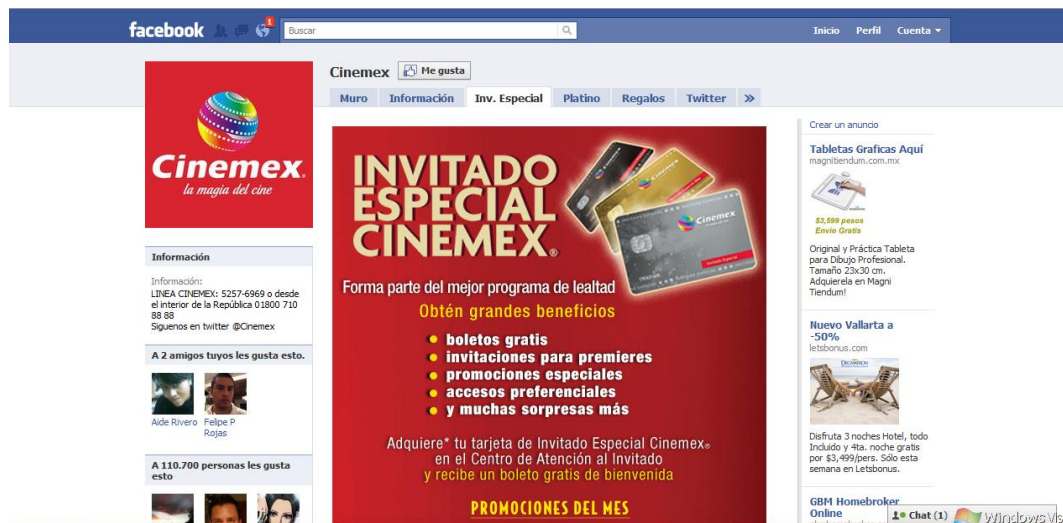 facebook
1
Buscar
Inicio Perfil Cuenta
Cinemex Me gusta
Muro Información Inv. Especial Platino Regalos Twitter »
Cinemex
la magia del cine
Información
Información:
LINEA CINEMEX: 5257-6969 o desde
el interior de la República 01800 710
88 88
Siguenos en twitter @Cinemex
A 2 amigos tuyos les gusta esto.
Aide Rivero Felipe P
Rojas
A 110.700 personas les gusta
esto
INVITADO
ESPECIAL
CINEMEX®
Cinemex
Invitado Especial
Forma parte del mejor programa de lealtad
Obtén grandes beneficios
• boletos gratis
• invitaciones para premieres
• promociones especiales
• accesos preferenciales
• y muchas sorpresas más
Adquiere* tu tarjeta de Invitado Especial Cinemex®
en el Centro de Atención al Invitado
y recibe un boleto gratis de bienvenida
PROMOCIONES DEL MES
Crear un anuncio
Tabletas Graficas Aquí
magnitiendum.com.mx
$3,599 pesos
Envío Gratis
Original y Práctica Tableta
para Dibujo Profesional.
Tamaño 23x30 cm.
Adquierela en Magni
Tiendum!
Nuevo Vallarta a
-50%
letsbonus.com
DECAMERON
Disfruta 3 noches Hotel, todo
Incluido y 4ta. noche gratis
por $3,499/pers. Sólo esta
semana en Letsbonus.
GBM Homebroker
Online
Chat (1)
Windows Vis